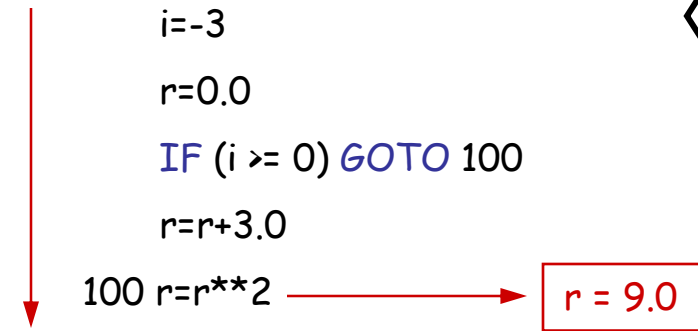 i=-3
r=0.0
IF (i >= 0) GOTO 100
r=r+3.0
100 r=r**2
r = 9.0